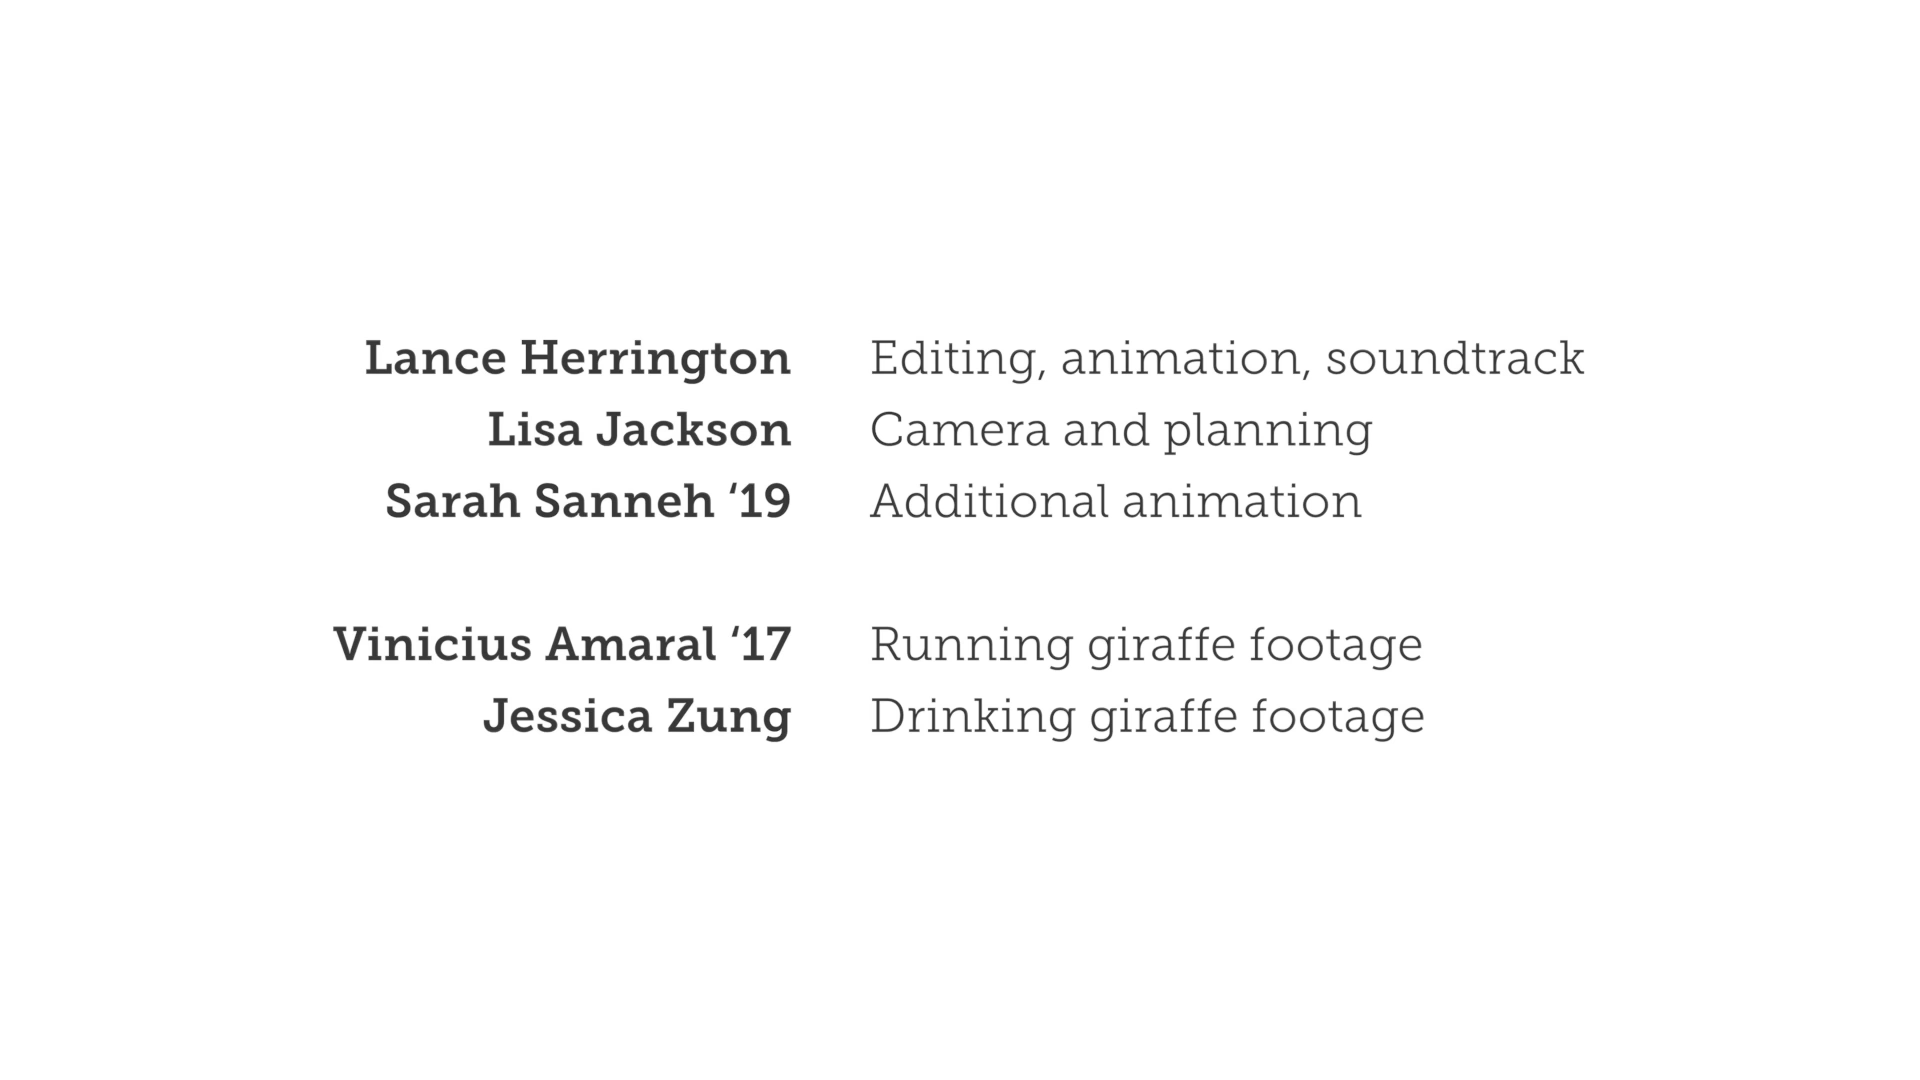 Lance Herrington Editing, animation, soundtrack
Lisa Jackson Camera and planning
Sarah Sanneh ‘19 Additional animation
Vinicius Amaral ‘17 Running giraffe footage
Jessica Zung Drinking giraffe footage